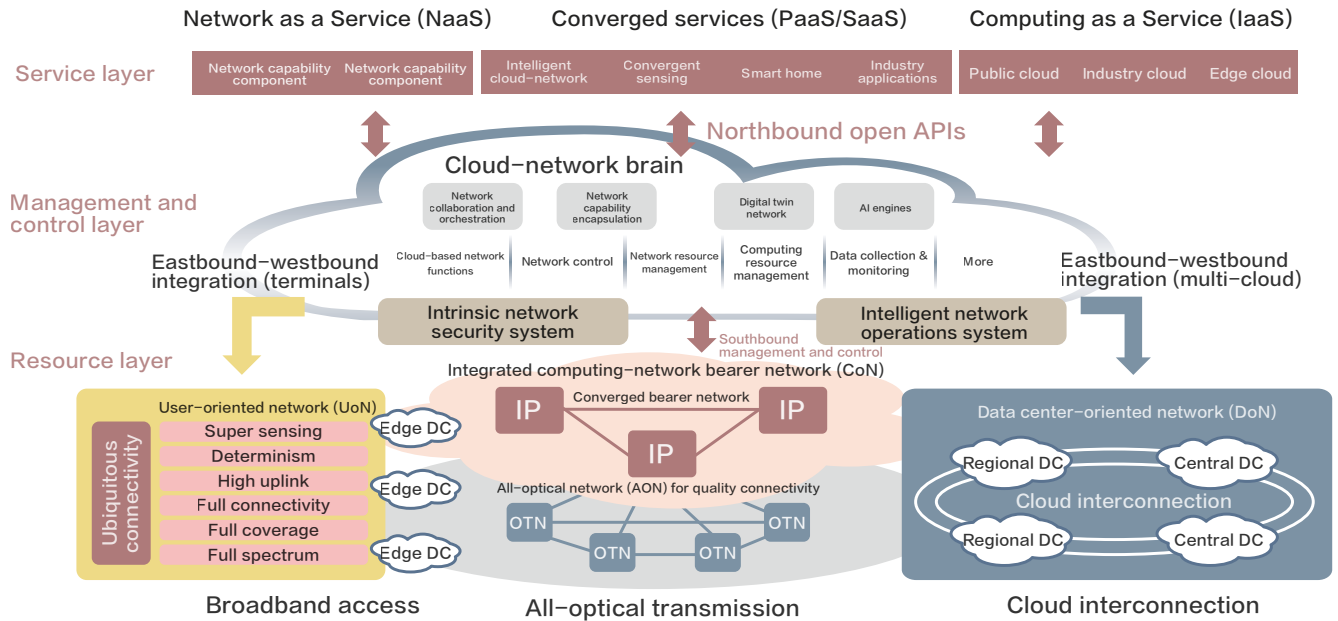 Network as a Service (NaaS)
Converged services (PaaS/SaaS)
Computing as a Service (IaaS)
Service layer
Network capability
component
Network capability
component
Intelligent
cloud-network
Convergent
sensing
Smart home
Industry
applications
Public cloud
Industry cloud
Edge cloud
Northbound open APIs
Cloud-network brain
Management and
control layer
Network
collaboration and
orchestration
Network
capability
encapsulation
Digital twin
network
AI engines
Cloud-based network
functions
Network control
Network resource
management
Computing
resource
management
Data collection &
monitoring
More
Eastbound-westbound
integration (terminals)
Eastbound-westbound
integration (multi-cloud)
Intrinsic network
security system
Intelligent network
operations system
Southbound
management and control
Resource layer
Integrated computing-network bearer network (CoN)
User-oriented network (UoN)
Ubiquitous
connectivity
Super sensing
Determinism
High uplink
Full connectivity
Full coverage
Full spectrum
Edge DC
Edge DC
Edge DC
IP
Converged bearer network
IP
IP
All-optical network (AON) for quality connectivity
OTN
OTN
OTN
OTN
Data center-oriented network (DoN)
Regional DC
Central DC
Cloud interconnection
Regional DC
Central DC
Broadband access
All-optical transmission
Cloud interconnection